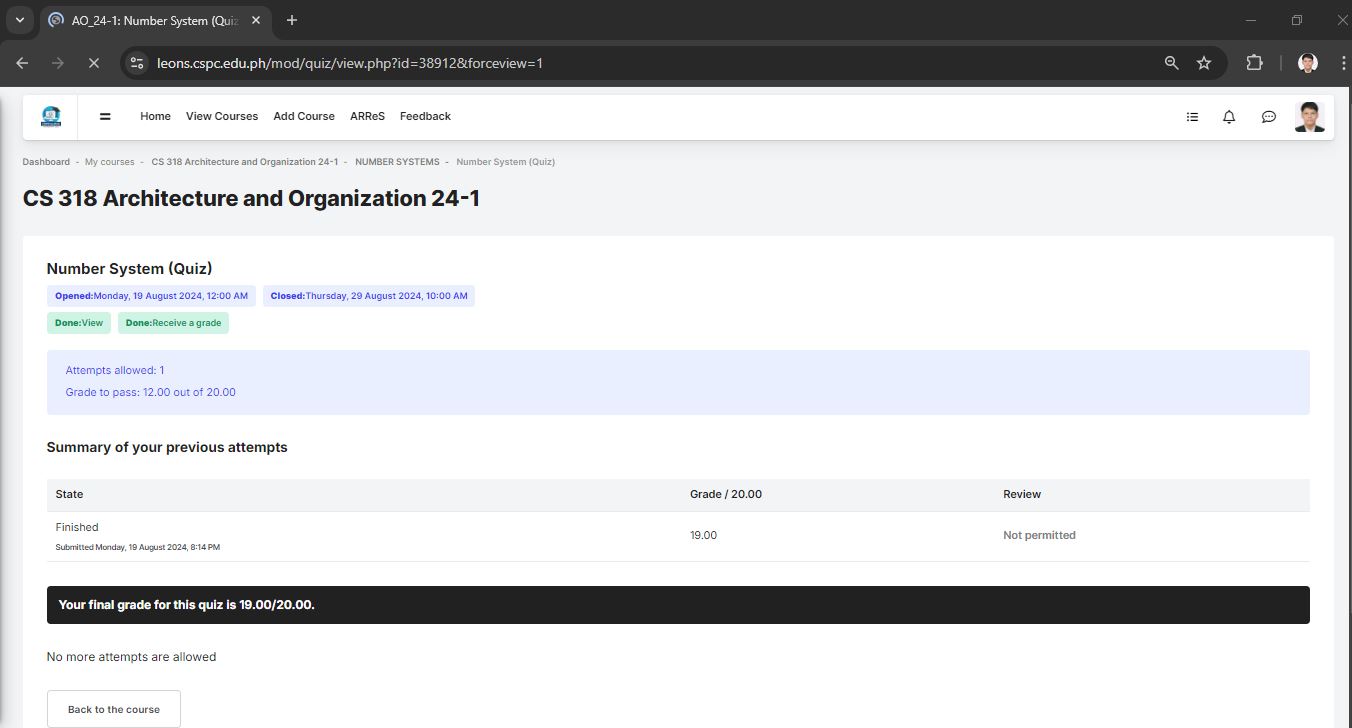 AO_24-1: Number System (Quiz
leons.cspc.edu.ph/mod/quiz/view.php?id=38912&forceview=1
Home View Courses Add Course ARReS Feedback
Dashboard - My courses - CS 318 Architecture and Organization 24-1 - NUMBER SYSTEMS - Number System (Quiz)
CS 318 Architecture and Organization 24-1
Number System (Quiz)
Opened:Monday, 19 August 2024, 12:00 AM Closed:Thursday, 29 August 2024, 10:00 AM
Done:View Done:Receive a grade
Attempts allowed: 1
Grade to pass: 12.00 out of 20.00
Summary of your previous attempts
State Grade / 20.00 Review
Finished
Submitted Monday, 19 August 2024, 8:14 PM
19.00 Not permitted
Your final grade for this quiz is 19.00/20.00.
No more attempts are allowed
Back to the course